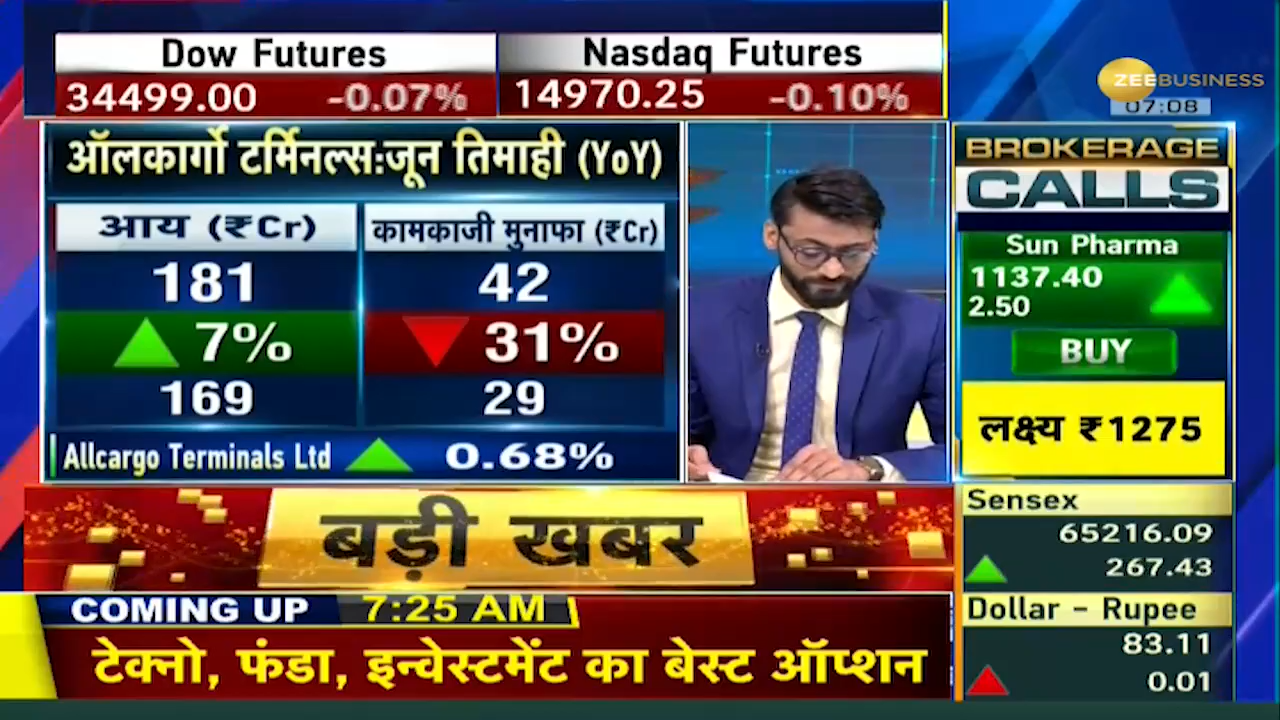 Dow Futures
34499.00 -0.07%
Nasdaq Futures
14970.25 -0.10%
ZEEBUSINESS
07:08
ऑलकार्गो टर्मिनल्स:जून तिमाही (YoY)
आय (₹Cr)
181
7%
169
कामकाजी मुनाफा (₹Cr)
42
31%
29
Allcargo Terminals Ltd 0.68%
BROKERAGE
CALLS
Sun Pharma
1137.40
2.50
BUY
लक्ष्य ₹1275
बड़ी खबर
Sensex
65216.09
267.43
Dollar - Rupee
83.11
0.01
COMING UP 7:25 AM
टेक्नो, फंडा, इन्वेस्टमेंट का बेस्ट ऑप्शन